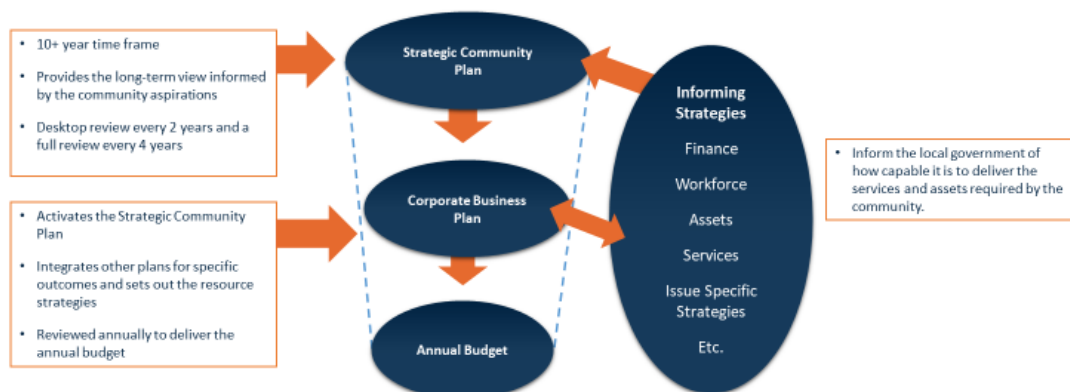 • 10+ year time frame
• Provides the long-term view informed
by the community aspirations
• Desktop review every 2 years and a
full review every 4 years
Strategic Community
Plan
Informing
Strategies
Finance
Workforce
Assets
Services
Issue Specific
Strategies
Etc.
• Inform the local government of
how capable it is to deliver the
services and assets required by the
community.
• Activates the Strategic Community
Plan
• Integrates other plans for specific
outcomes and sets out the resource
strategies
• Reviewed annually to deliver the
annual budget
Corporate Business
Plan
Annual Budget